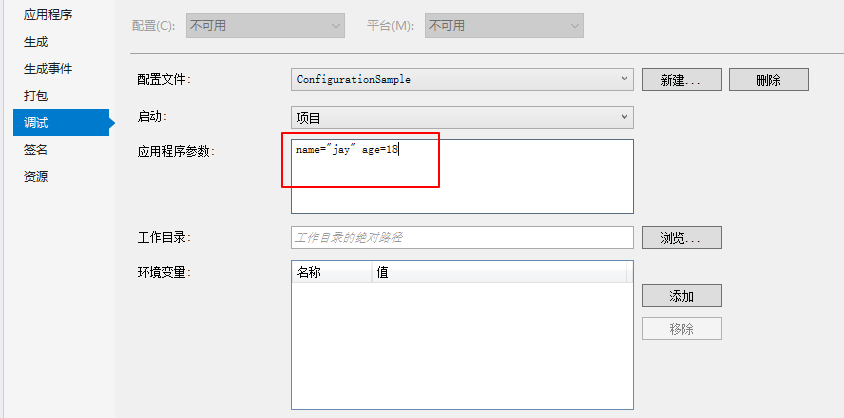 应用程序
生成
生成事件
打包
调试
签名
资源
配置(C): 不可用 平台(M): 不可用
配置文件: ConfigurationSample 新建... 删除
启动: 项目
应用程序参数: name="jay" age=18
工作目录: 工作目录的绝对路径 浏览...
环境变量: 名称 值
添加
移除